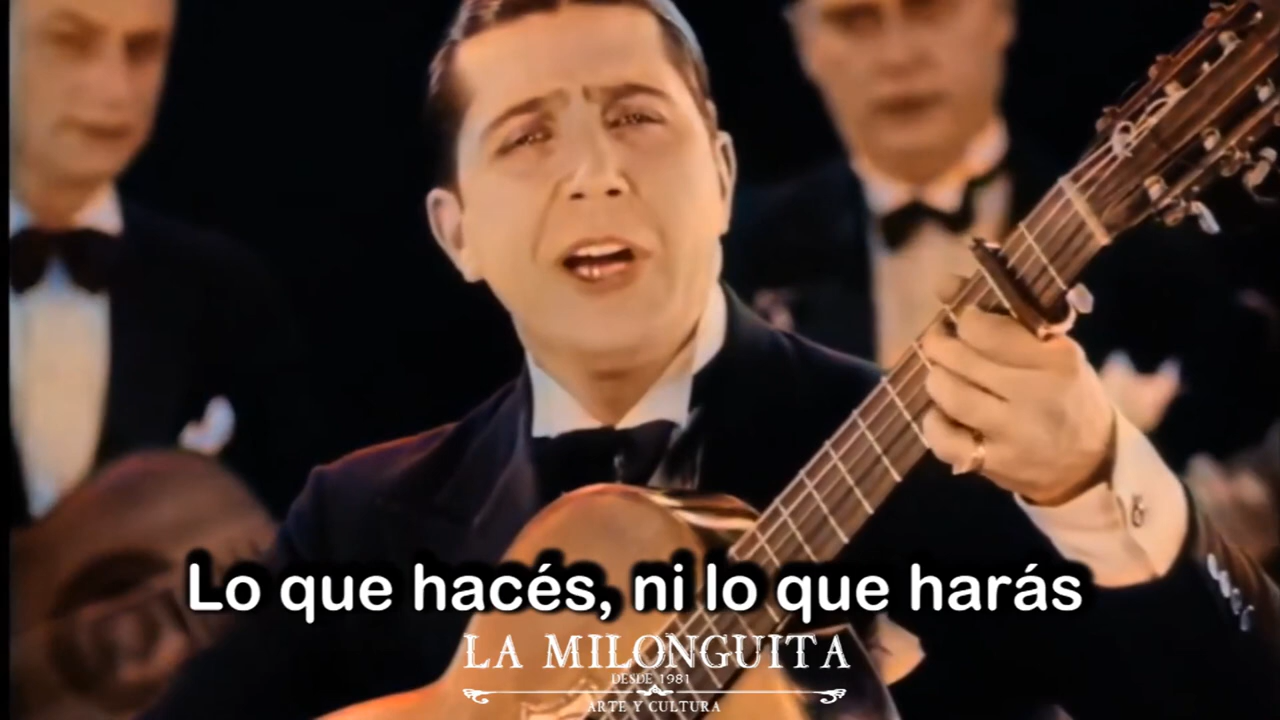 Lo que hacés, ni lo que harás
LA MILONGUITA
DESDE 1981
ARTE Y CULTURA